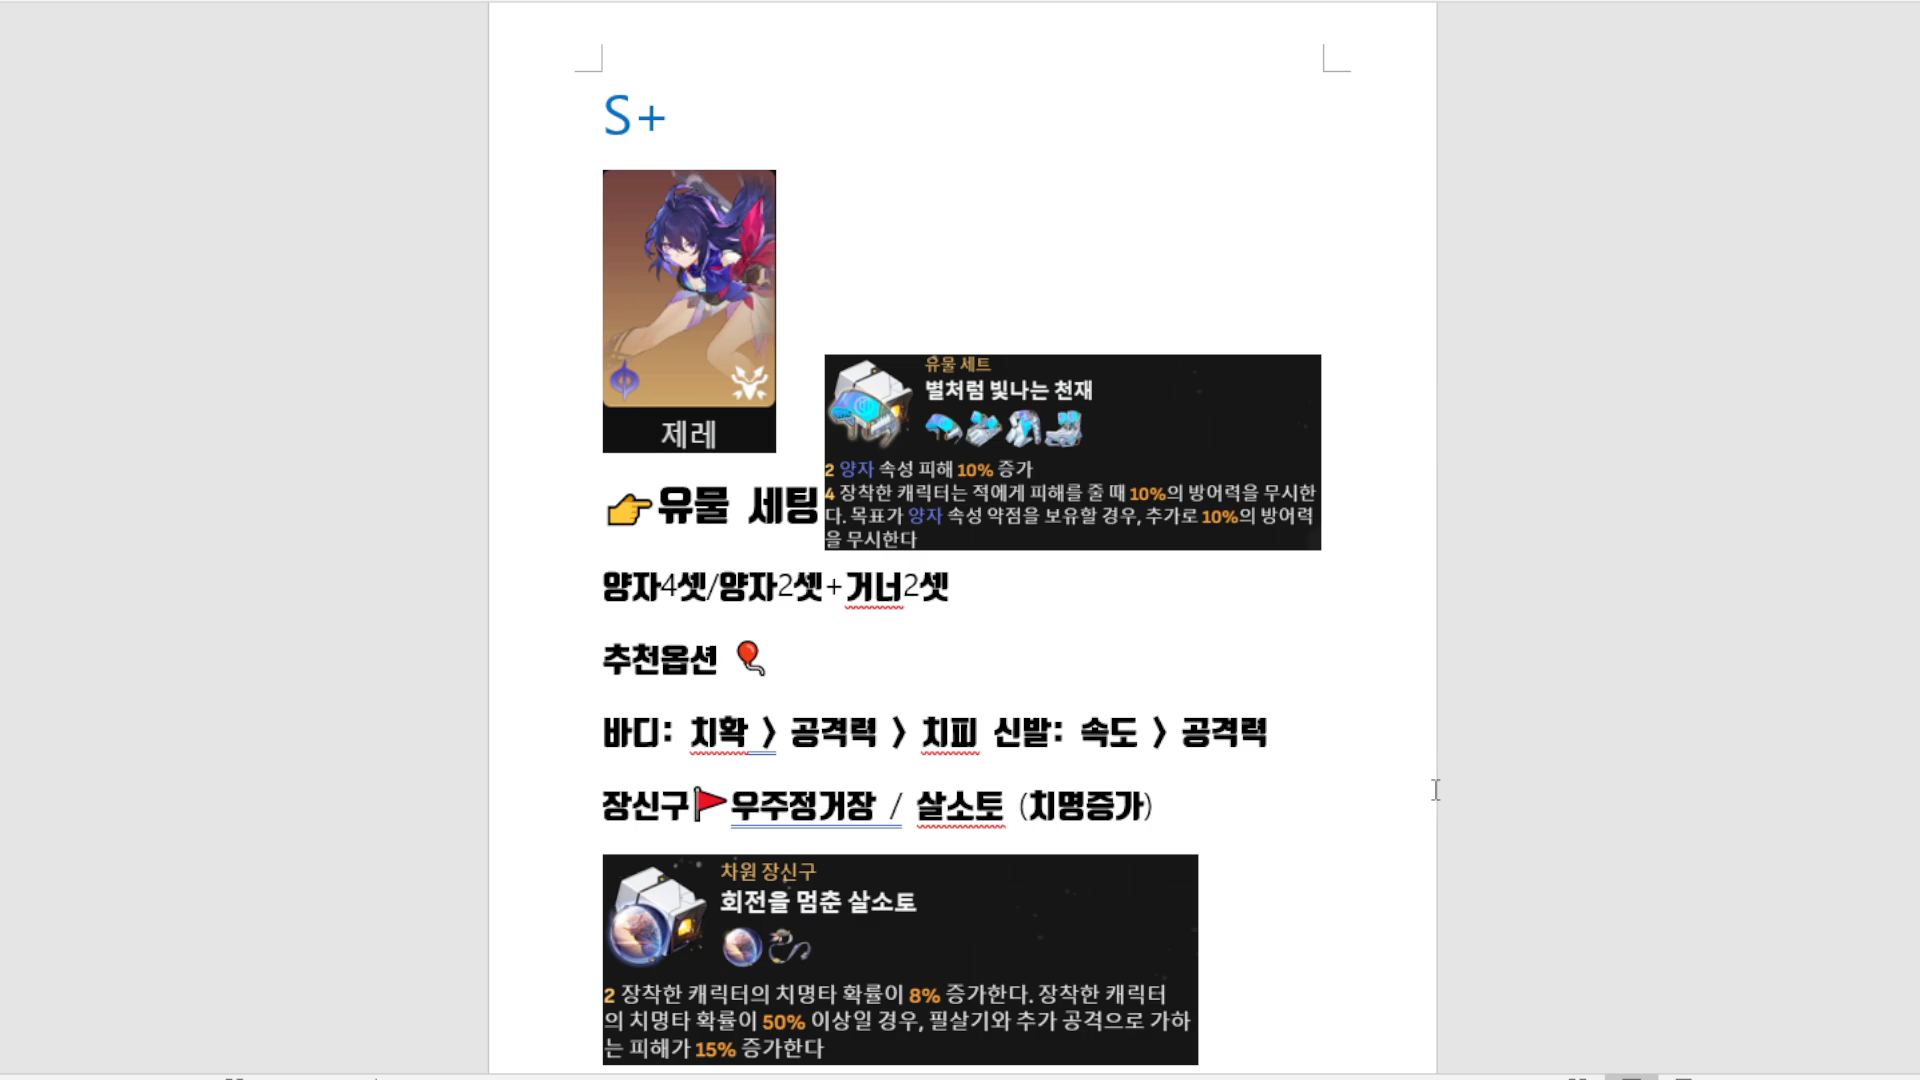 S+
제레
유물 세트
별처럼 빛나는 천재
2 양자 속성 피해 10% 증가
4 장착한 캐릭터는 적에게 피해를 줄 때 10%의 방어력을 무시한
다. 목표가 양자 속성 약점을 보유할 경우, 추가로 10%의 방어력
을 무시한다
👉유물 세팅
양자4셋/양자2셋+거너2셋
추천옵션 🎈
바디: 치확 > 공격력 > 치피 신발: 속도 > 공격력
장신구🚩우주정거장 / 살소토 (치명증가)
차원 장신구
회전을 멈춘 살소토
2 장착한 캐릭터의 치명타 확률이 8% 증가한다. 장착한 캐릭터
의 치명타 확률이 50% 이상일 경우, 필살기와 추가 공격으로 가하
는 피해가 15% 증가한다